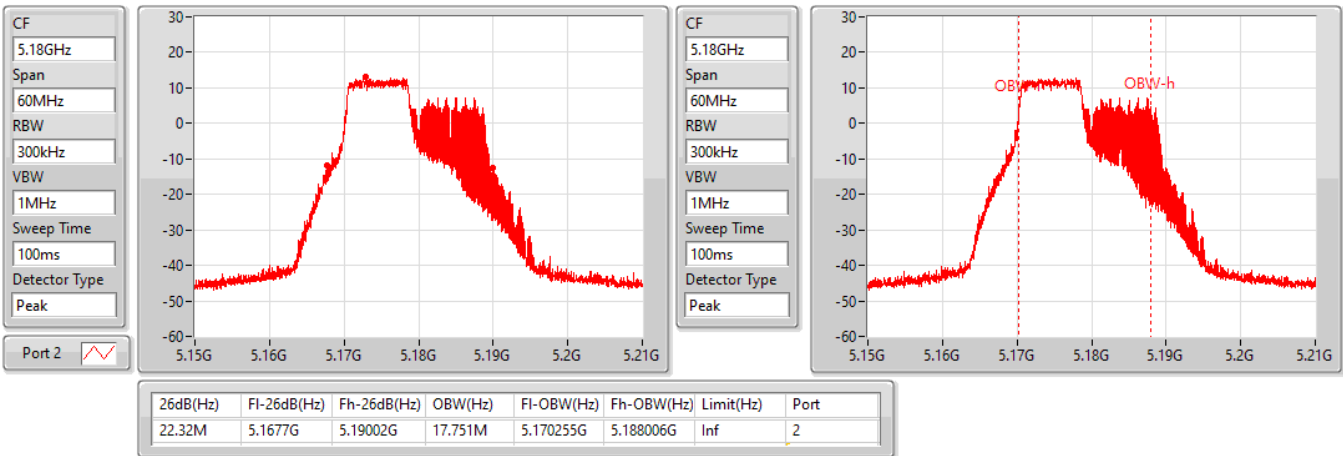 CF
5.18GHz
Span
60MHz
RBW
300kHz
VBW
1MHz
Sweep Time
100ms
Detector Type
Peak
Port 2
30
20
10
0
-10
-20
-30
-40
-50
-60
5.15G 5.16G 5.17G 5.18G 5.19G 5.2G 5.21G
CF
5.18GHz
Span
60MHz
RBW
300kHz
VBW
1MHz
Sweep Time
100ms
Detector Type
Peak
30
20
10
0
-10
-20
-30
-40
-50
-60
OBW-h
5.15G 5.16G 5.17G 5.18G 5.19G 5.2G 5.21G
26dB(Hz) Fl-26dB(Hz) Fh-26dB(Hz) OBW(Hz) Fl-OBW(Hz) Fh-OBW(Hz) Limit(Hz) Port
22.32M 5.1677G 5.19002G 17.751M 5.170255G 5.188006G Inf 2